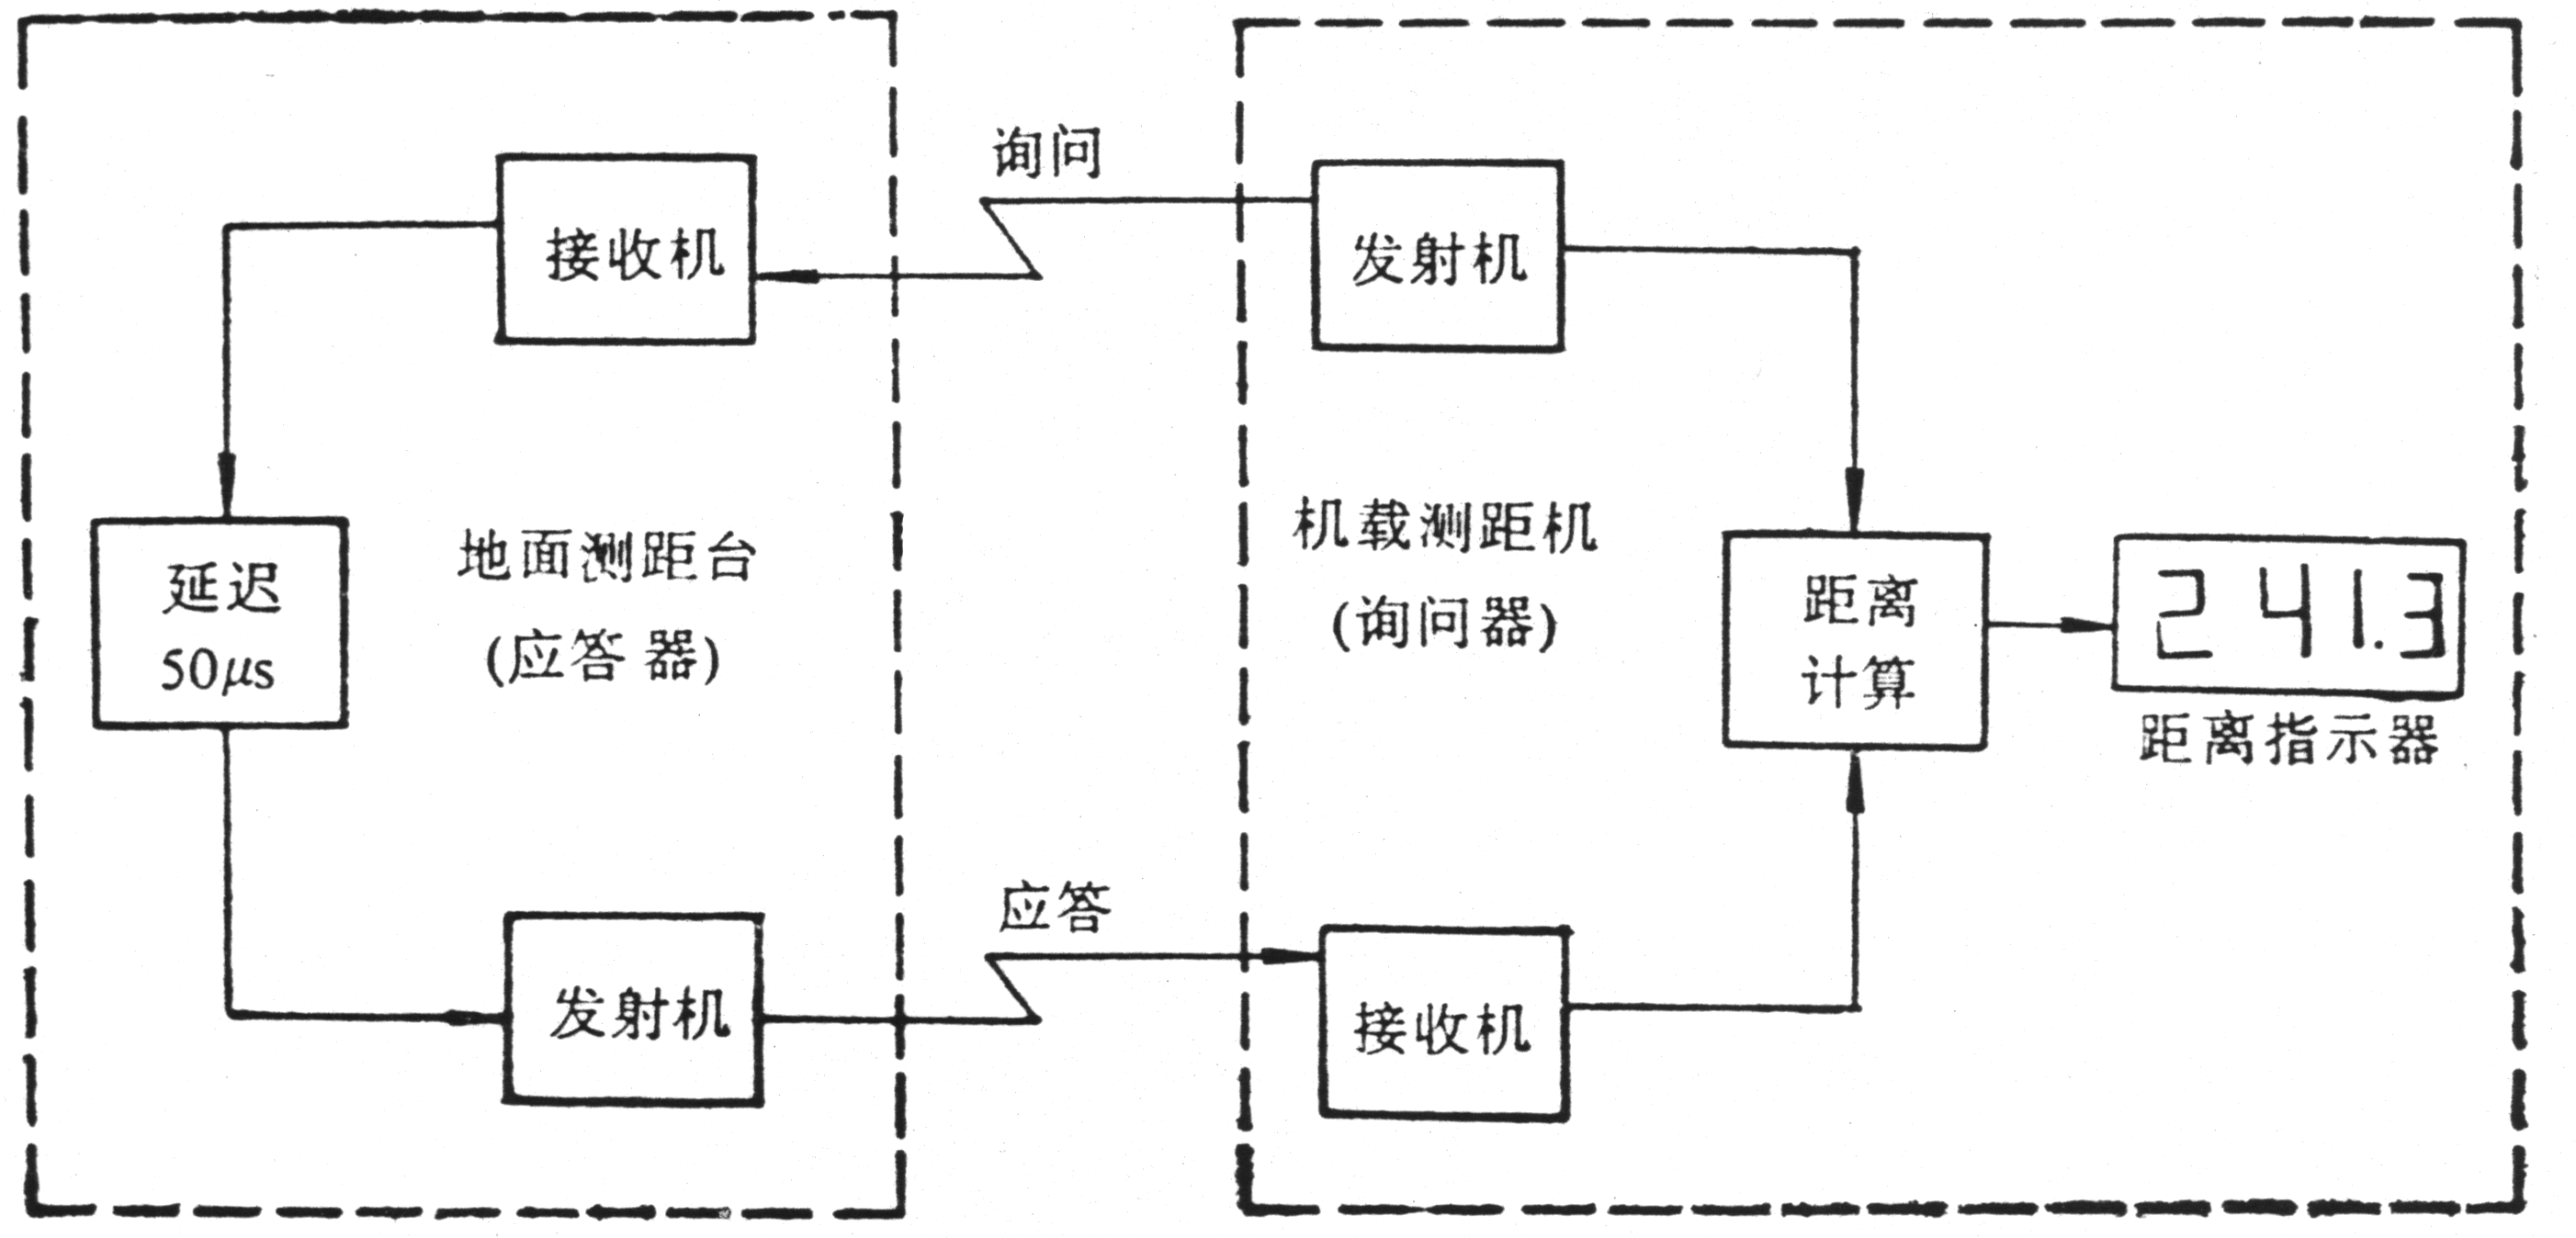 询问
接收机
发射机
延迟
50μs
地面测距台
(应答器)
机载测距机
(询问器)
距离
计算
241.3
距离指示器
应答
发射机
接收机